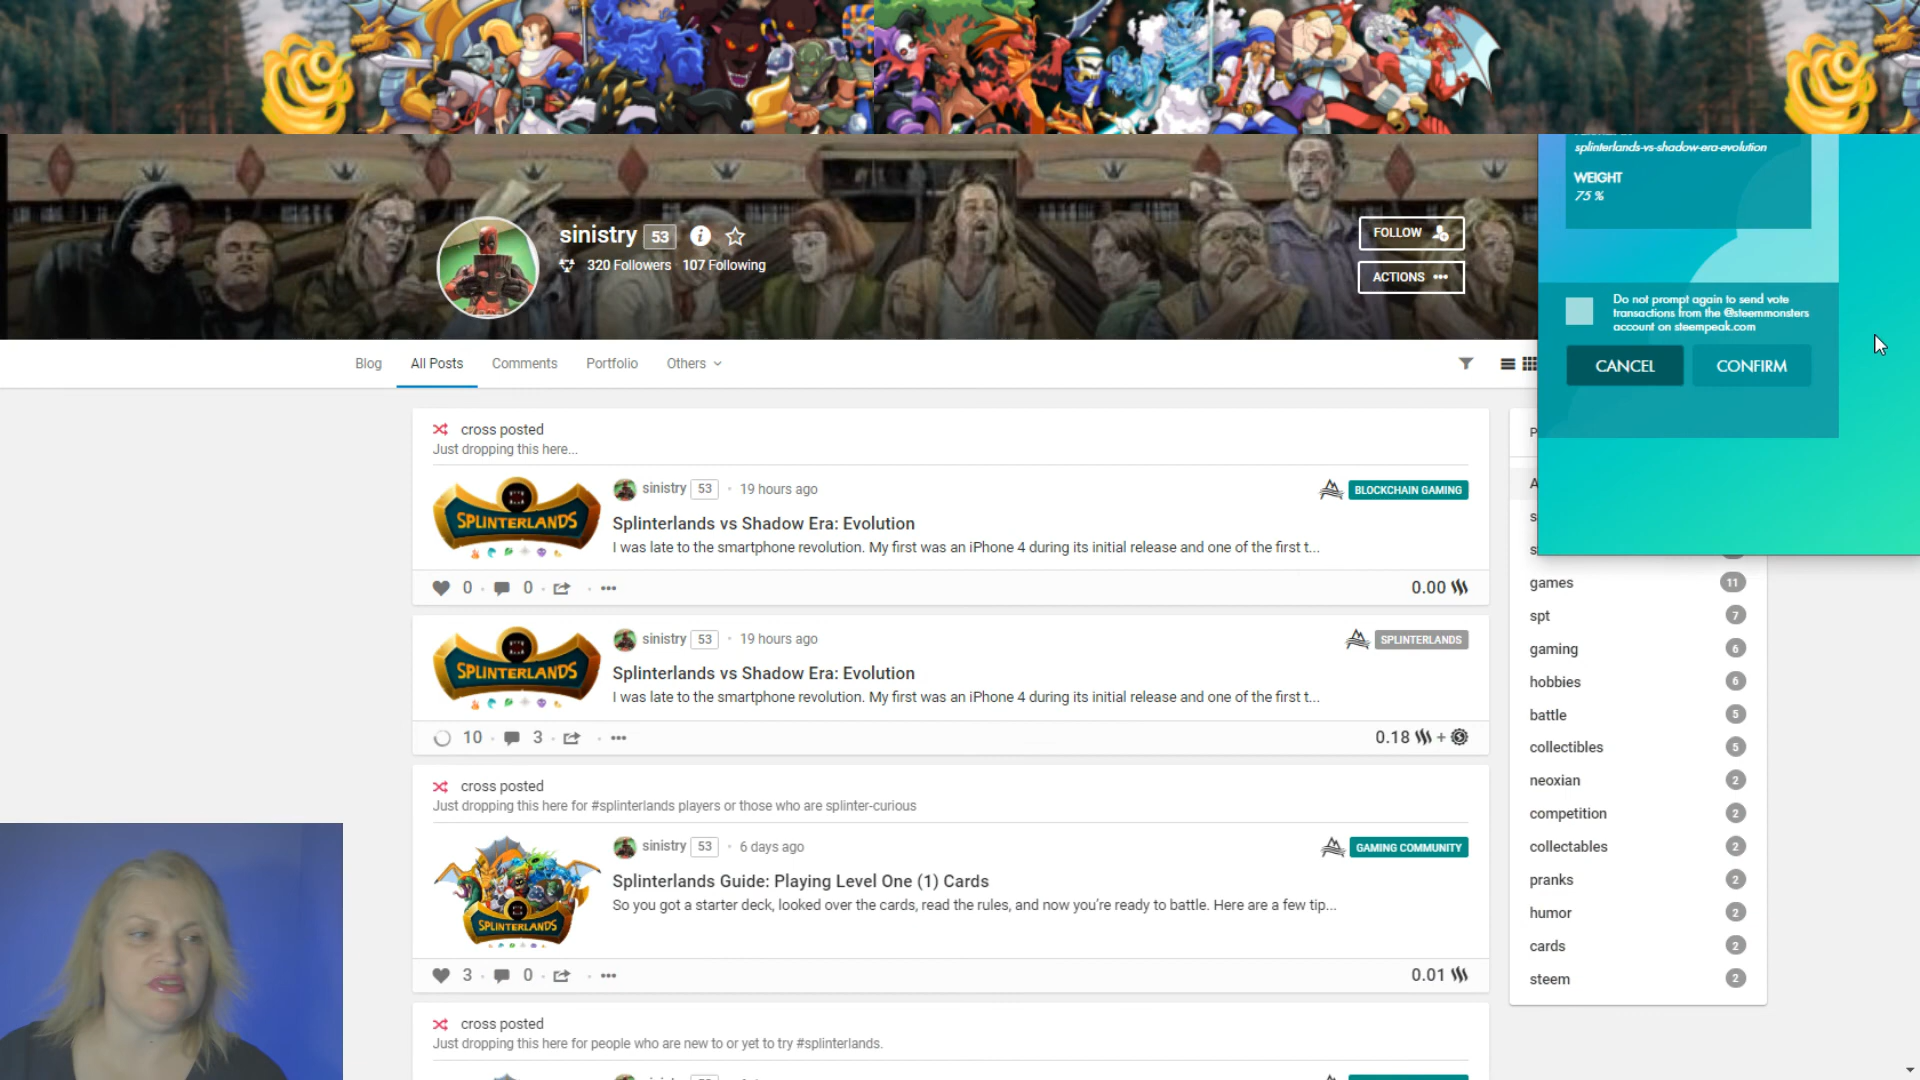 splinterlands-vs-shadow-era-evolution
WEIGHT
75 %
sinistry 53
320 Followers 107 Following
FOLLOW
ACTIONS
Do not prompt again to send vote
transactions from the @steemmonsters
account on steempeak.com
CANCEL CONFIRM
Blog All Posts Comments Portfolio Others
cross posted
Just dropping this here...
SPLINTERLANDS
sinistry 53 · 19 hours ago
BLOCKCHAIN GAMING
Splinterlands vs Shadow Era: Evolution
I was late to the smartphone revolution. My first was an iPhone 4 during its initial release and one of the first t...
0 · 0 · · •••
0.00
SPLINTERLANDS
sinistry 53 · 19 hours ago
SPLINTERLANDS
Splinterlands vs Shadow Era: Evolution
I was late to the smartphone revolution. My first was an iPhone 4 during its initial release and one of the first t...
10 · 3 · · •••
0.18 +
cross posted
Just dropping this here for #splinterlands players or those who are splinter-curious
SPLINTERLANDS
sinistry 53 · 6 days ago
GAMING COMMUNITY
Splinterlands Guide: Playing Level One (1) Cards
So you got a starter deck, looked over the cards, read the rules, and now you're ready to battle. Here are a few tip...
3 · 0 · · •••
0.01
cross posted
Just dropping this here for people who are new to or yet to try #splinterlands.
games 11
spt 7
gaming 6
hobbies 6
battle 5
collectibles 5
neoxian 2
competition 2
collectables 2
pranks 2
humor 2
cards 2
steem 2